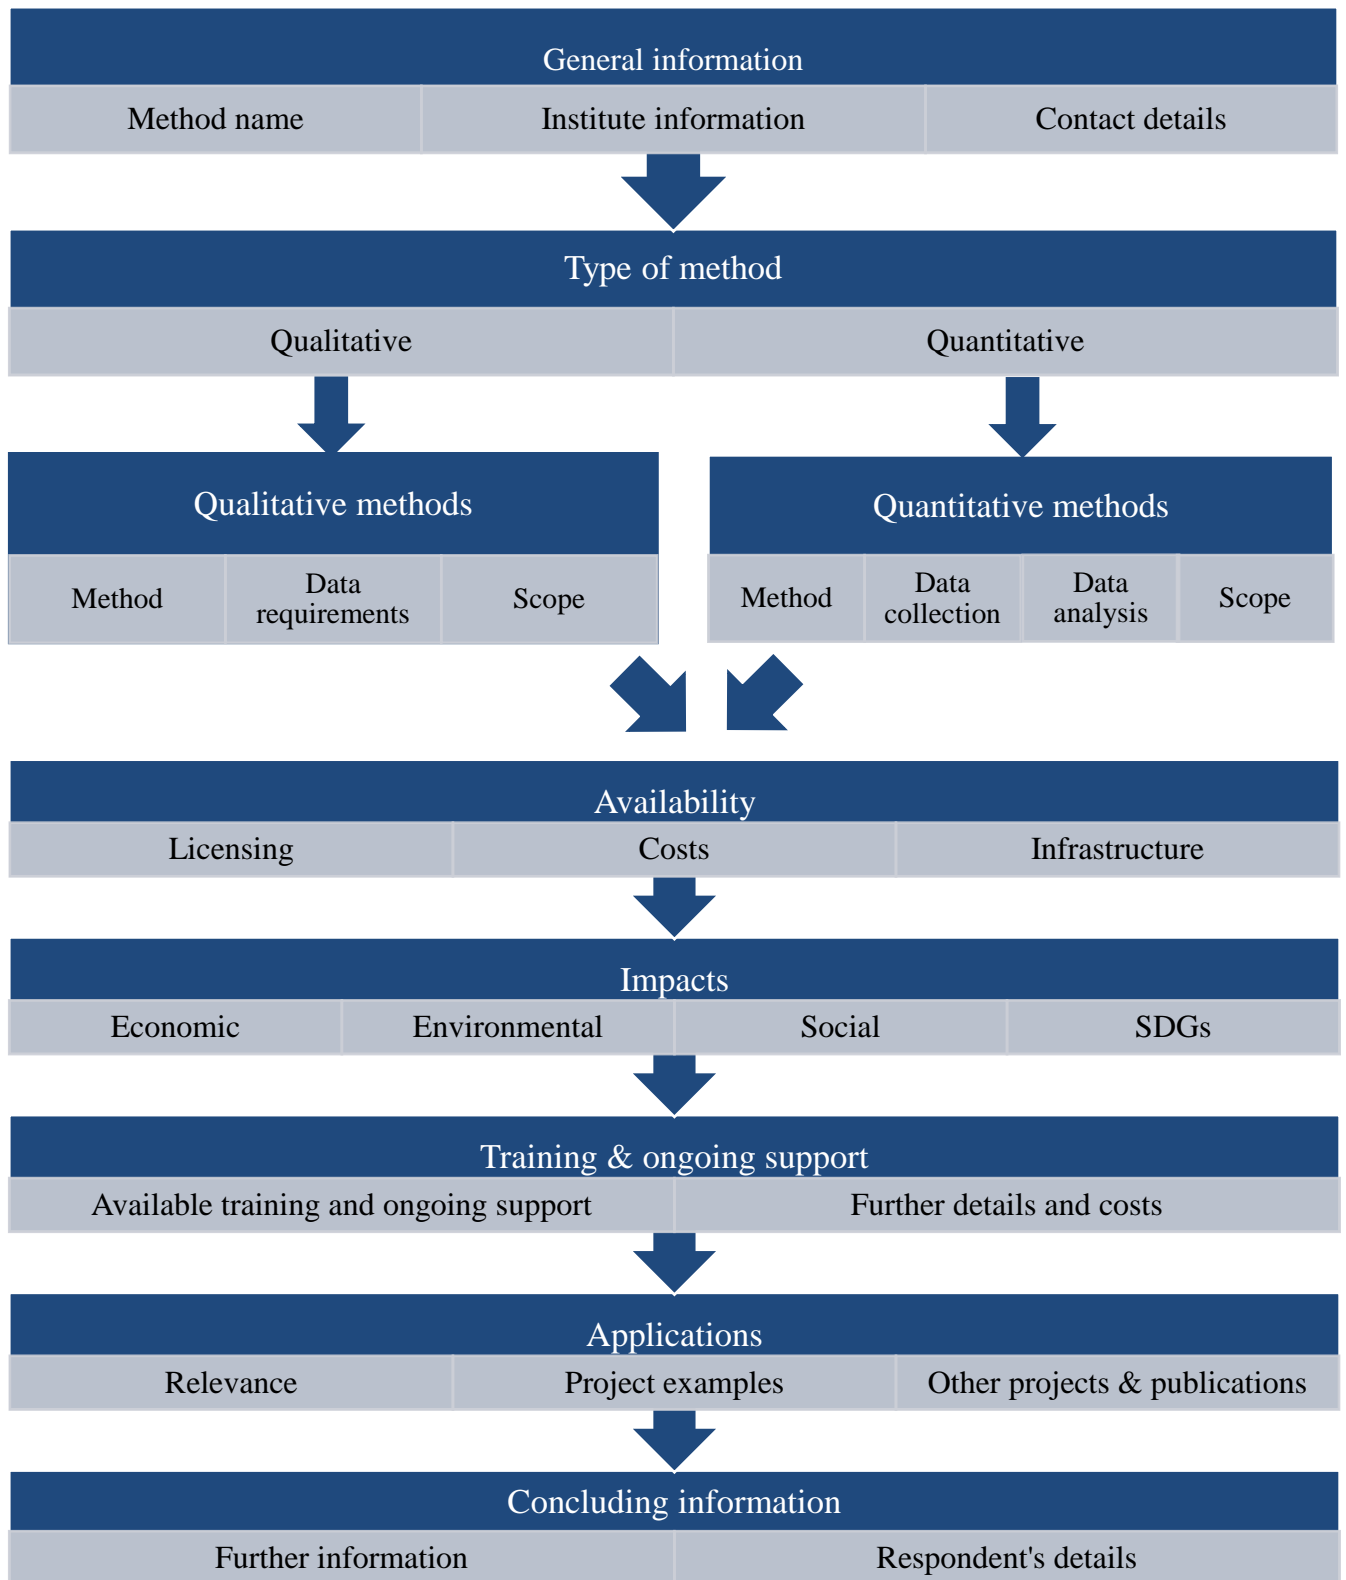 General information
Method name
Institute information
Contact details
Type of method
Qualitative
Quantitative
Qualitative methods
Method
Data
requirements
Scope
Quantitative methods
Method
Data
collection
Data
analysis
Scope
Availability
Licensing
Costs
Infrastructure
Impacts
Economic
Environmental
Social
SDGs
Training & ongoing support
Available training and ongoing support
Further details and costs
Applications
Relevance
Project examples
Other projects & publications
Concluding information
Further information
Respondent's details